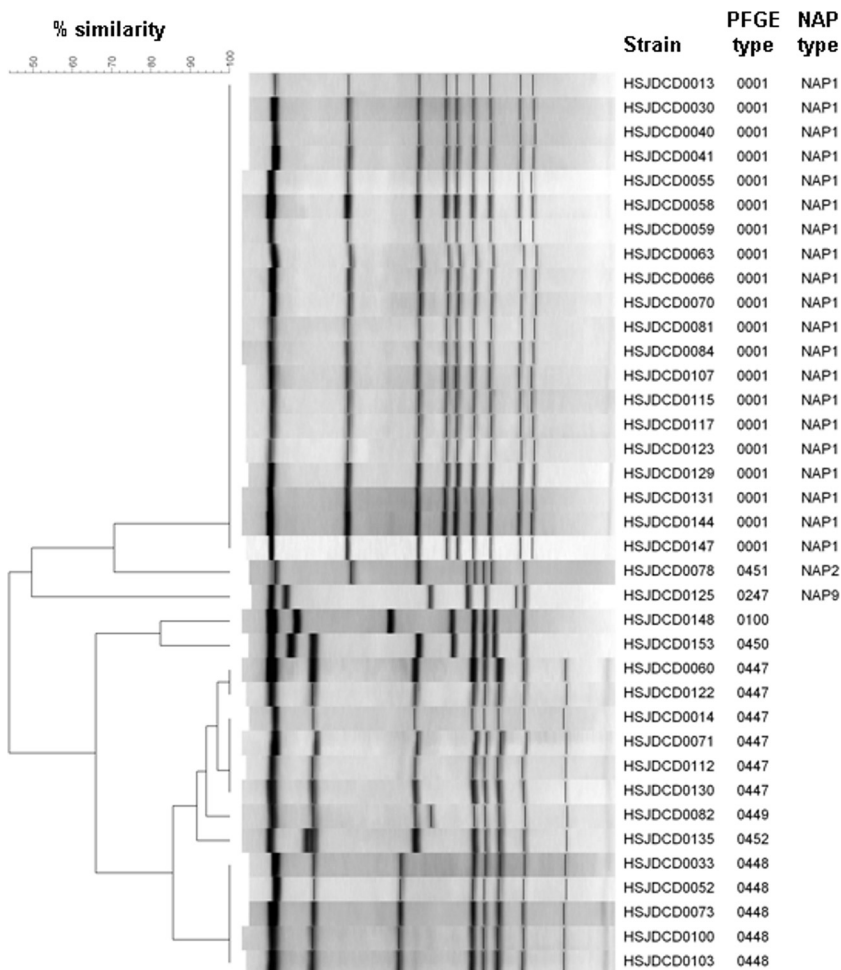 % similarity
PFGE NAP
Strain type type
50 60 70 80 90 100
HSJDCD0013 0001 NAP1
HSJDCD0030 0001 NAP1
HSJDCD0040 0001 NAP1
HSJDCD0041 0001 NAP1
HSJDCD0055 0001 NAP1
HSJDCD0058 0001 NAP1
HSJDCD0059 0001 NAP1
HSJDCD0063 0001 NAP1
HSJDCD0066 0001 NAP1
HSJDCD0070 0001 NAP1
HSJDCD0081 0001 NAP1
HSJDCD0084 0001 NAP1
HSJDCD0107 0001 NAP1
HSJDCD0115 0001 NAP1
HSJDCD0117 0001 NAP1
HSJDCD0123 0001 NAP1
HSJDCD0129 0001 NAP1
HSJDCD0131 0001 NAP1
HSJDCD0144 0001 NAP1
HSJDCD0147 0001 NAP1
HSJDCD0078 0451 NAP2
HSJDCD0125 0247 NAP9
HSJDCD0148 0100
HSJDCD0153 0450
HSJDCD0060 0447
HSJDCD0122 0447
HSJDCD0014 0447
HSJDCD0071 0447
HSJDCD0112 0447
HSJDCD0130 0447
HSJDCD0082 0449
HSJDCD0135 0452
HSJDCD0033 0448
HSJDCD0052 0448
HSJDCD0073 0448
HSJDCD0100 0448
HSJDCD0103 0448